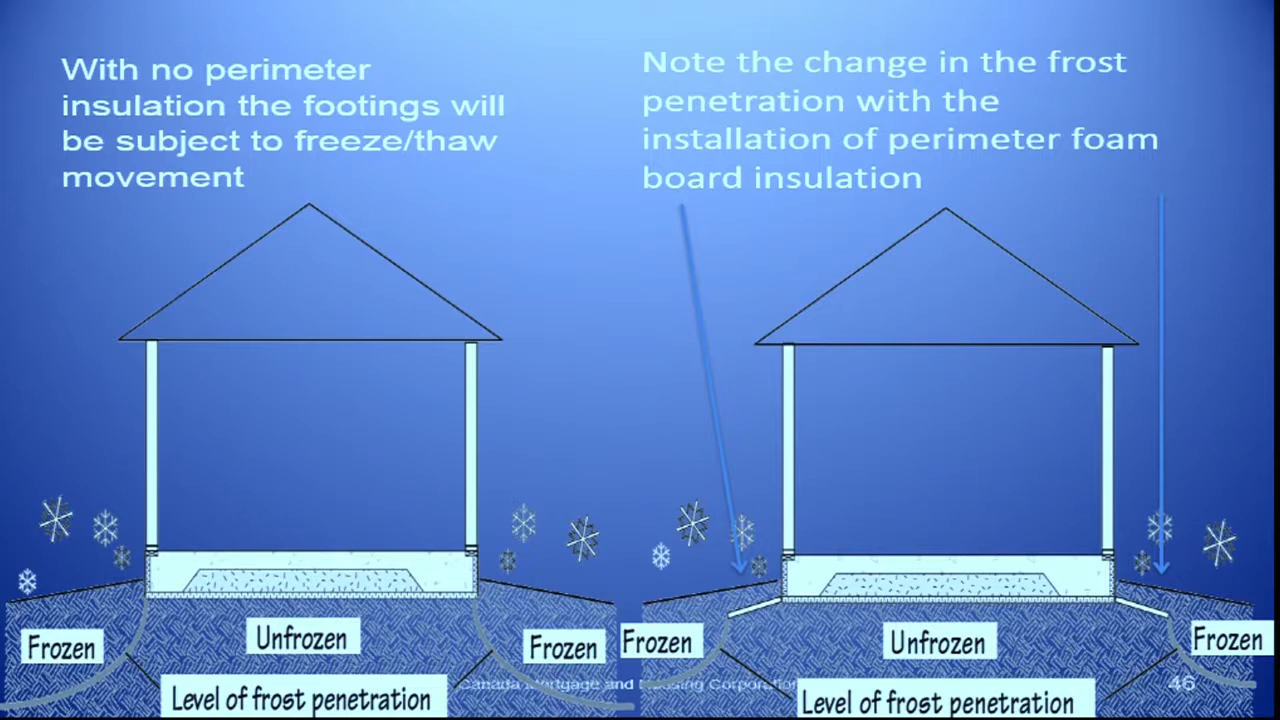 With no perimeter
insulation the footings will
be subject to freeze/thaw
movement
Note the change in the frost
penetration with the
installation of perimeter foam
board insulation
Frozen
Unfrozen
Frozen
Level of frost penetration
Frozen
Unfrozen
Frozen
Level of frost penetration
Canada Mortgage and Housing Corporation
46